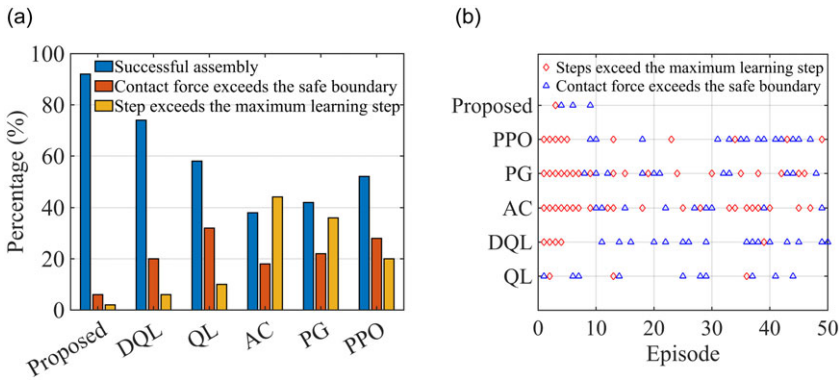 (a)
100
80
60
40
20
0
Percentage (%)
Successful assembly
Contact force exceeds the safe boundary
Step exceeds the maximum learning step
Proposed
DQL
QL
AC
PG
PPO
(b)
Steps exceed the maximum learning step
Contact force exceeds the safe boundary
Proposed
PPO
PG
AC
DQL
QL
0 10 20 30 40 50
Episode